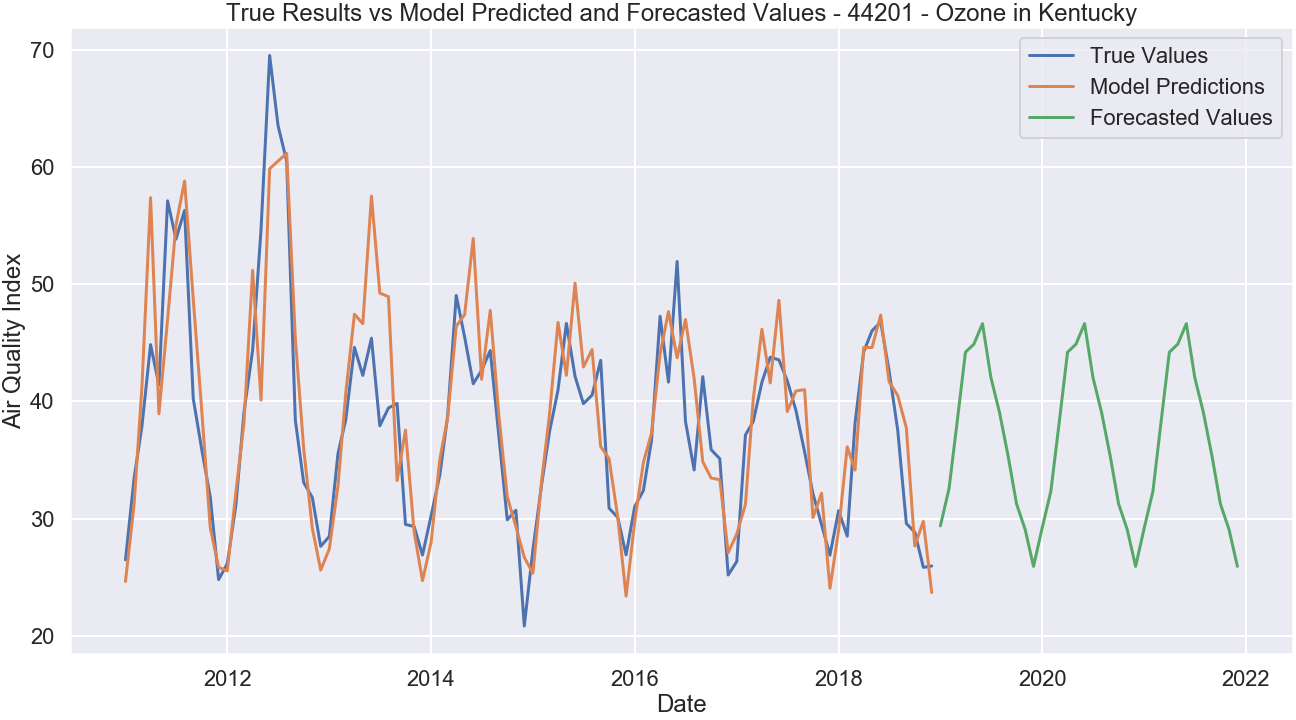 True Results vs Model Predicted and Forecasted Values - 44201 - Ozone in Kentucky
True Values
Model Predictions
Forecasted Values
Air Quality Index
70
60
50
40
30
20
2012
2014
2016
2018
2020
2022
Date